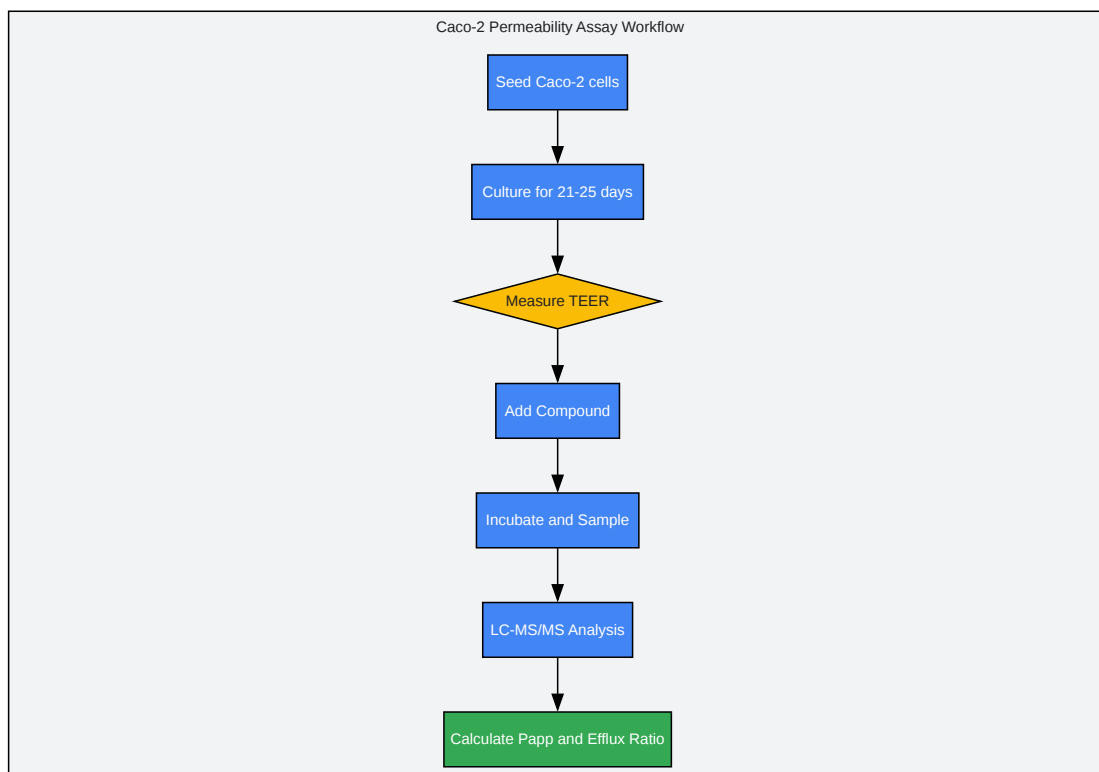 Caco-2 Permeability Assay Workflow
Seed Caco-2 cells
Culture for 21-25 days
Measure TEER
Add Compound
Incubate and Sample
LC-MS/MS Analysis
Calculate Papp and Efflux Ratio